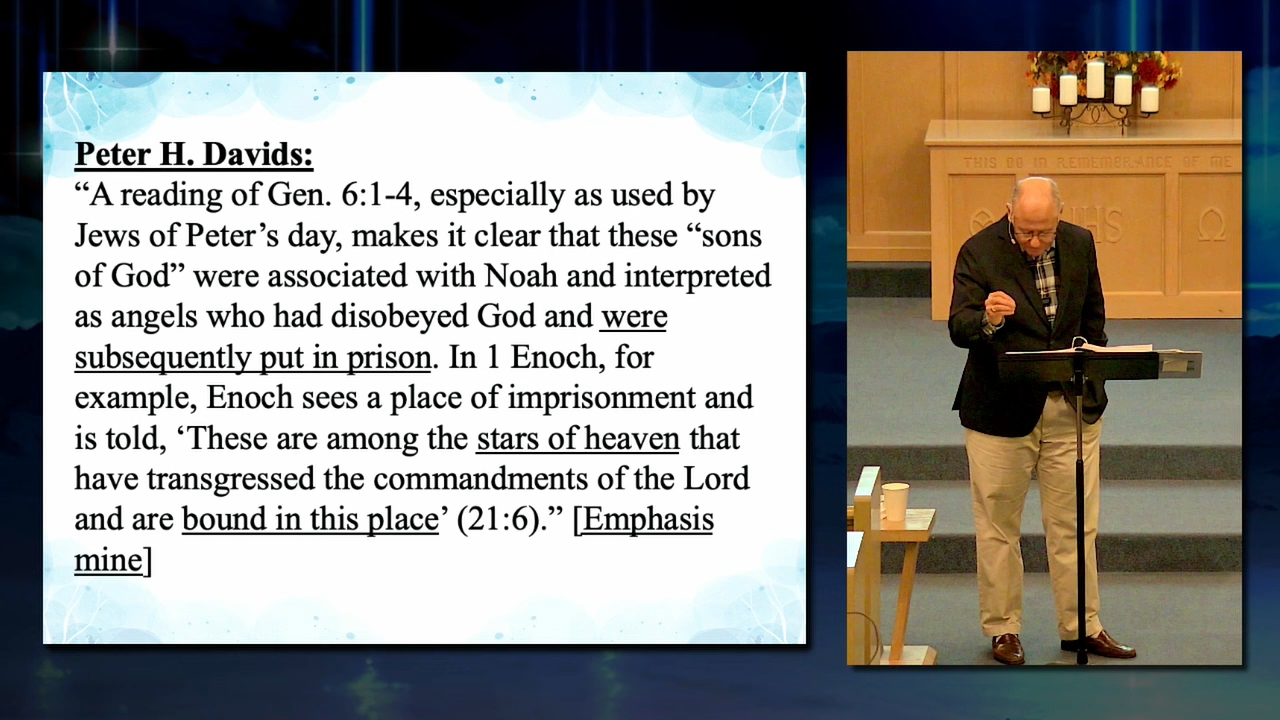 Peter H. Davids:
“A reading of Gen. 6:1-4, especially as used by
Jews of Peter’s day, makes it clear that these “sons
of God” were associated with Noah and interpreted
as angels who had disobeyed God and were
subsequently put in prison. In 1 Enoch, for
example, Enoch sees a place of imprisonment and
is told, ‘These are among the stars of heaven that
have transgressed the commandments of the Lord
and are bound in this place’ (21:6).” [Emphasis
mine]
THIS DO IN REMEMBRANCE OF ME
IHS
Ω